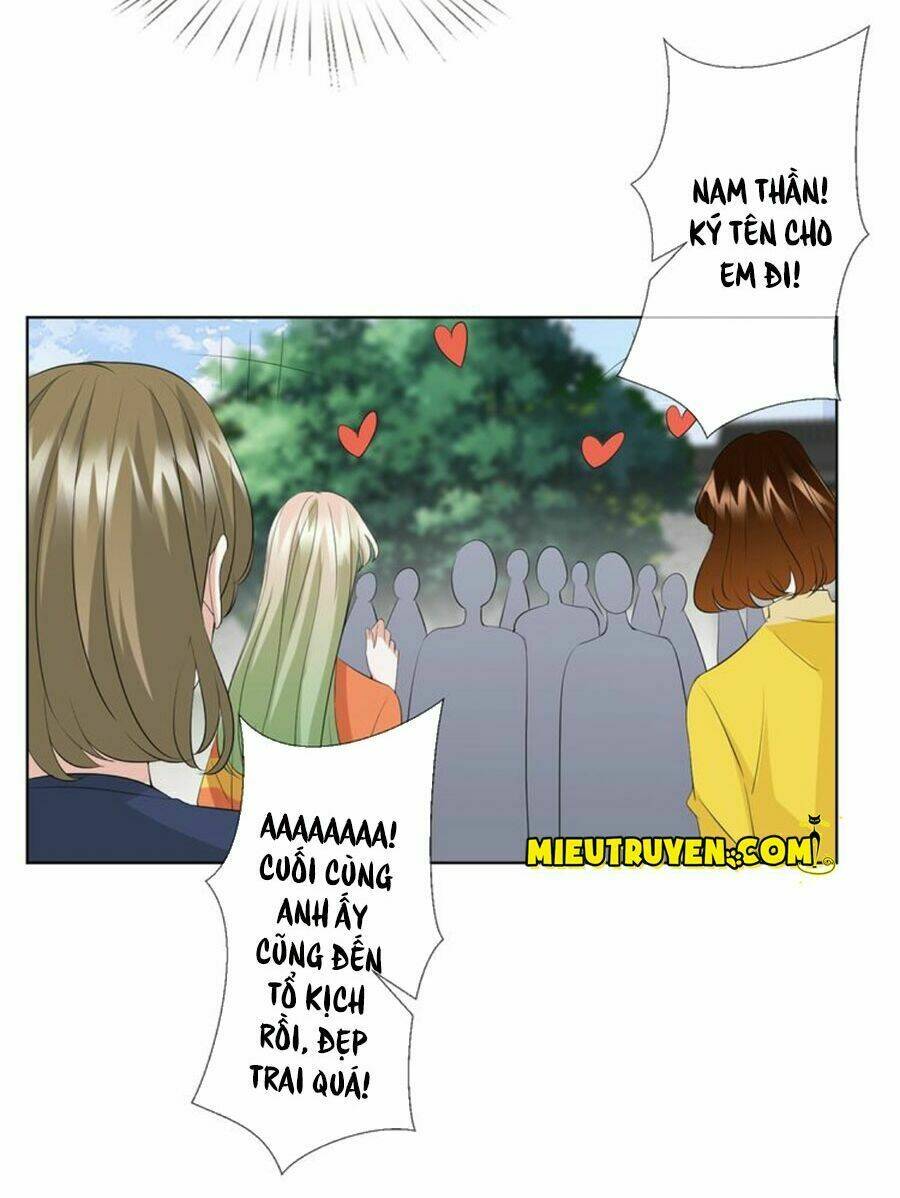 NAM THẦN!
KÝ TÊN CHO
EM ĐI!
MIEUTRUYEN.COM
AAAAAAAA!
CUỐI CÙNG
ANH ẤY
CŨNG ĐẾN
TỔ KỊCH
RỒI, ĐẸP
TRAI QUÁ!